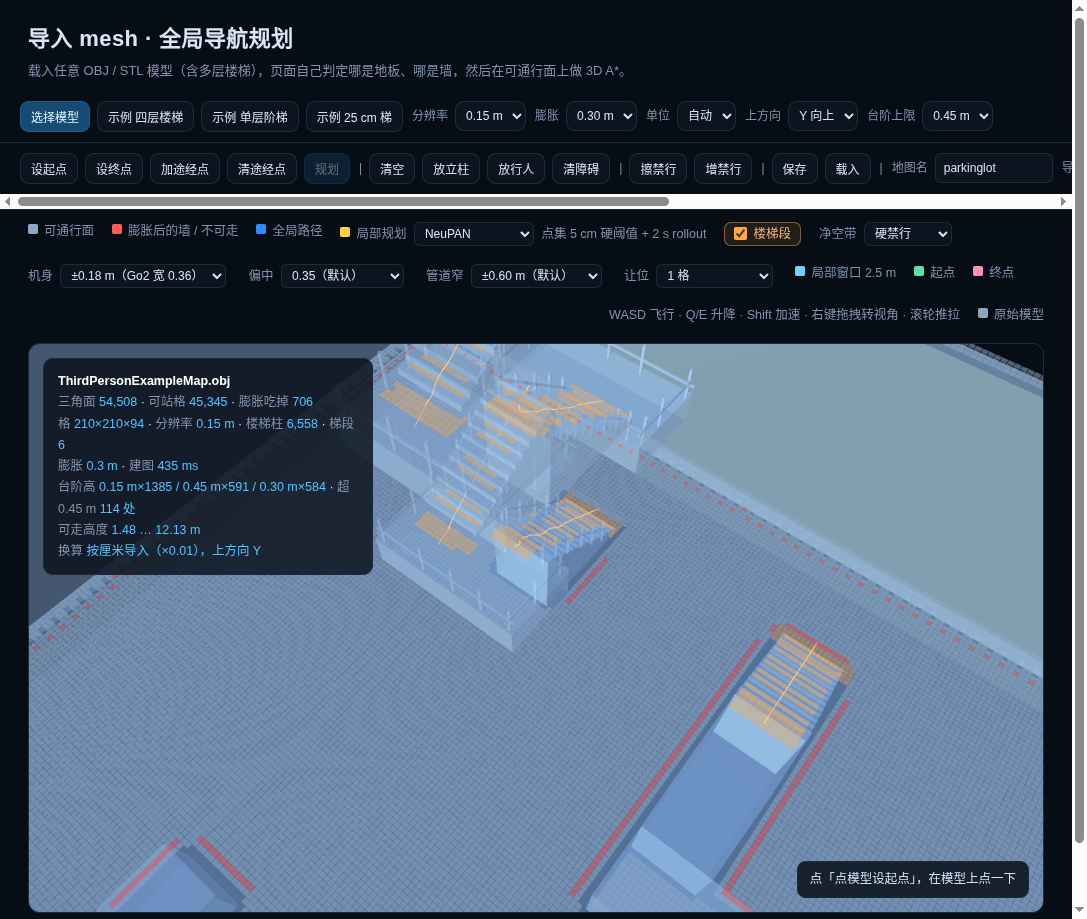 导入 mesh · 全局导航规划
载入任意 OBJ / STL 模型（含多层楼梯），页面自己判定哪是地板、哪是墙，然后在可通行面上做 3D A*。
选择模型 示例 四层楼梯 示例 单层阶梯 示例 25 cm 梯 分辨率 0.15 m 膨胀 0.30 m 单位 自动 上方向 Y 向上 台阶上限 0.45 m
设起点 设终点 加途经点 清途经点 规划 | 清空 放立柱 放行人 清障碍 | 擦禁行 增禁行 | 保存 载入 | 地图名 parkinglot 导
可通行面 膨胀后的墙 / 不可走 全局路径 局部规划 NeuPAN 点集 5 cm 硬阈值 + 2 s rollout 楼梯段 净空带 硬禁行
机身 ±0.18 m（Go2 宽 0.36） 偏中 0.35（默认） 管道窄 ±0.60 m（默认） 让位 1 格 局部窗口 2.5 m 起点 终点
WASD 飞行 · Q/E 升降 · Shift 加速 · 右键拖拽转视角 · 滚轮推拉 原始模型
ThirdPersonExampleMap.obj
三角面 54,508 · 可站格 45,345 · 膨胀吃掉 706
格 210×210×94 · 分辨率 0.15 m · 楼梯柱 6,558 · 梯段
6
膨胀 0.3 m · 建图 435 ms
台阶高 0.15 m×1385 / 0.45 m×591 / 0.30 m×584 · 超
0.45 m 114 处
可走高度 1.48 … 12.13 m
换算 按厘米导入（×0.01），上方向 Y
点「点模型设起点」，在模型上点一下